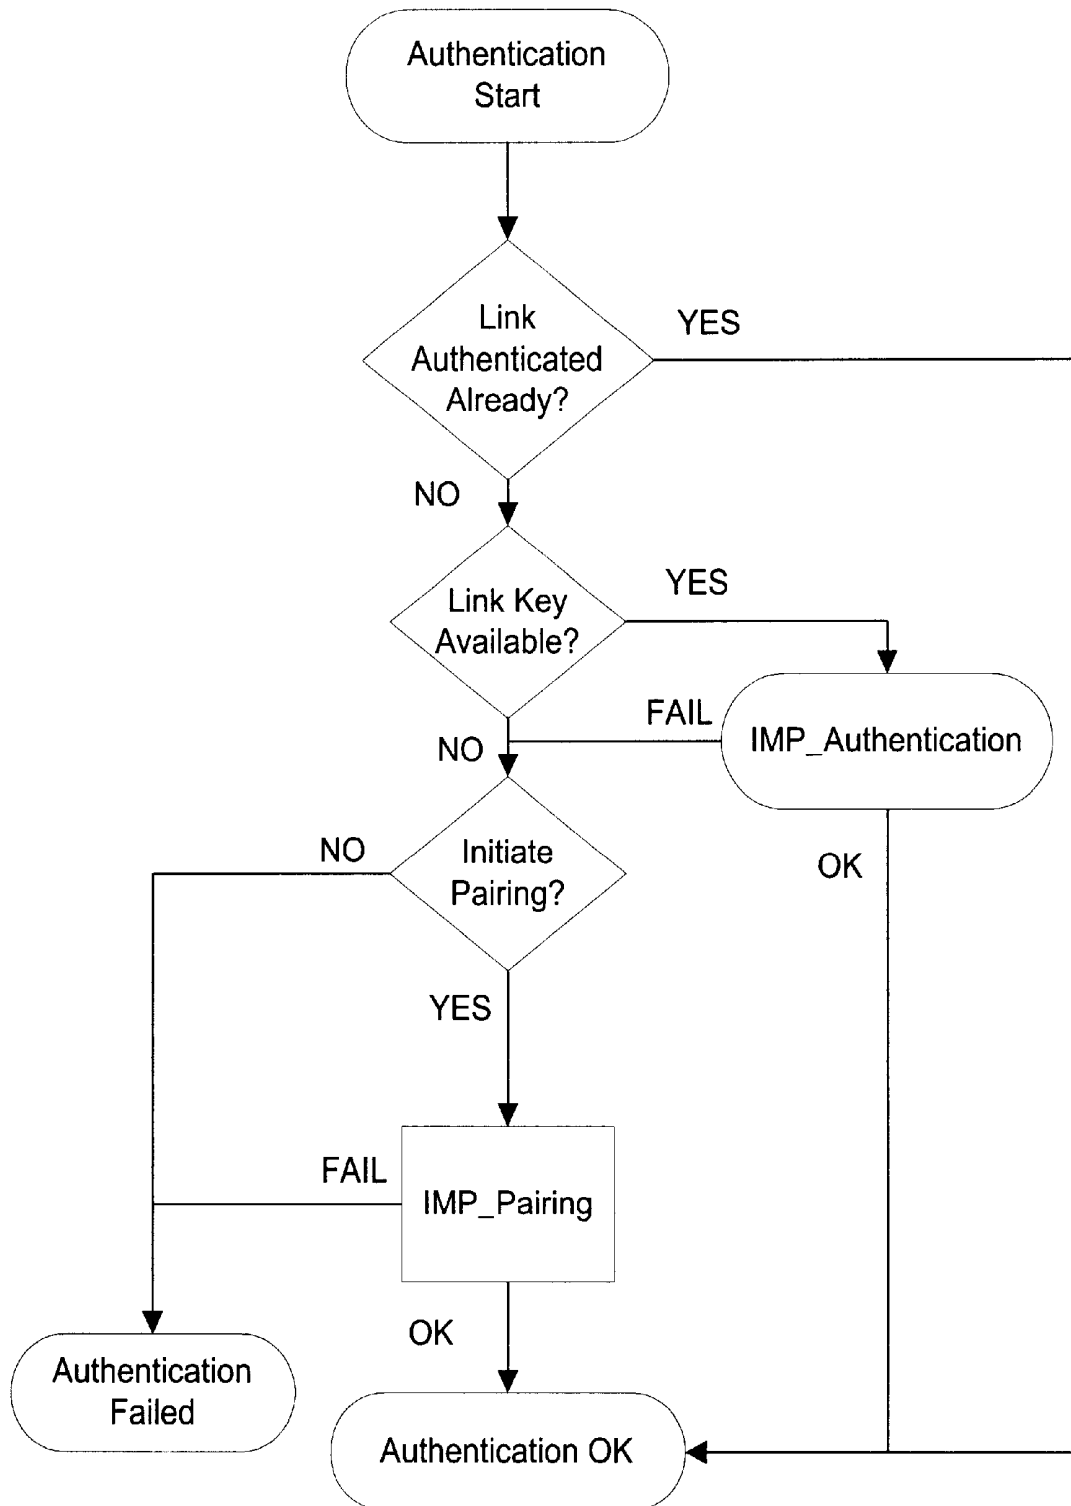 Authentication
Start
Link
Authenticated
Already?
YES
NO
Link Key
Available?
YES
FAIL
IMP_Authentication
NO
NO
Initiate
Pairing?
OK
YES
FAIL
IMP_Pairing
OK
Authentication
Failed
Authentication OK